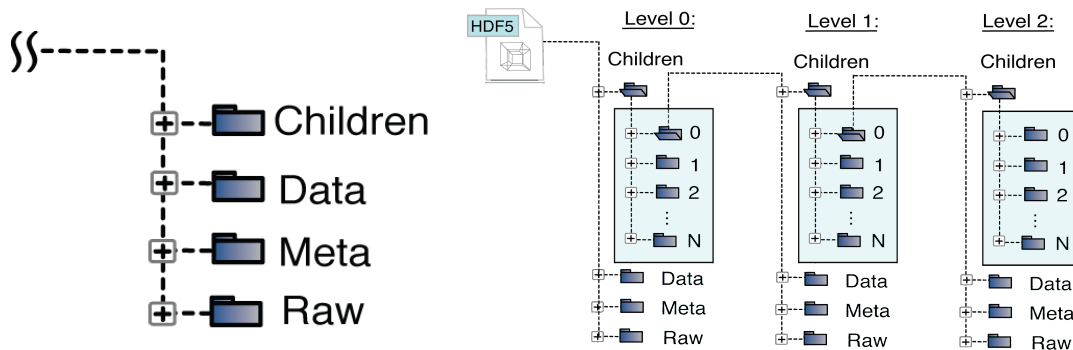 Children
Data
Meta
Raw
HDF5
Level 0:
Children
0
1
2
⋮
N
Data
Meta
Raw
Level 1:
Children
0
1
2
⋮
N
Data
Meta
Raw
Level 2:
Children
0
1
2
⋮
N
Data
Meta
Raw